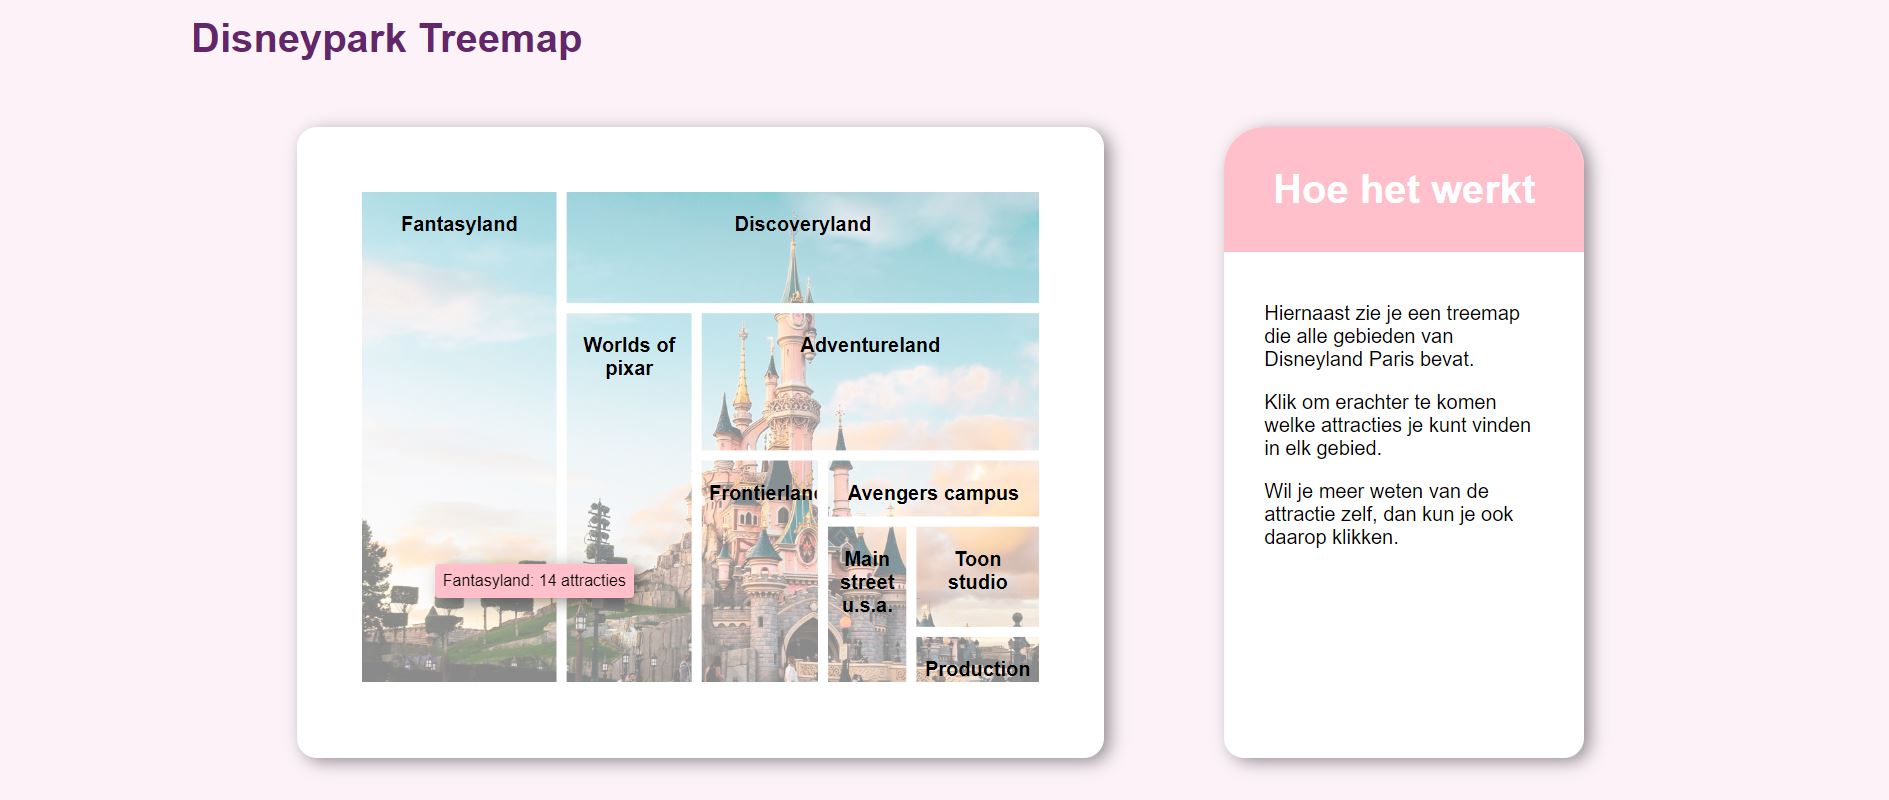 Disneypark Treemap
Fantasyland
Discoveryland
Worlds of
pixar
Adventureland
Frontierland
Avengers campus
Main
street
u.s.a.
Toon
studio
Production
Fantasyland: 14 attracties
Hoe het werkt
Hiernaast zie je een treemap
die alle gebieden van
Disneyland Paris bevat.
Klik om erachter te komen
welke attracties je kunt vinden
in elk gebied.
Wil je meer weten van de
attractie zelf, dan kun je ook
daarop klikken.